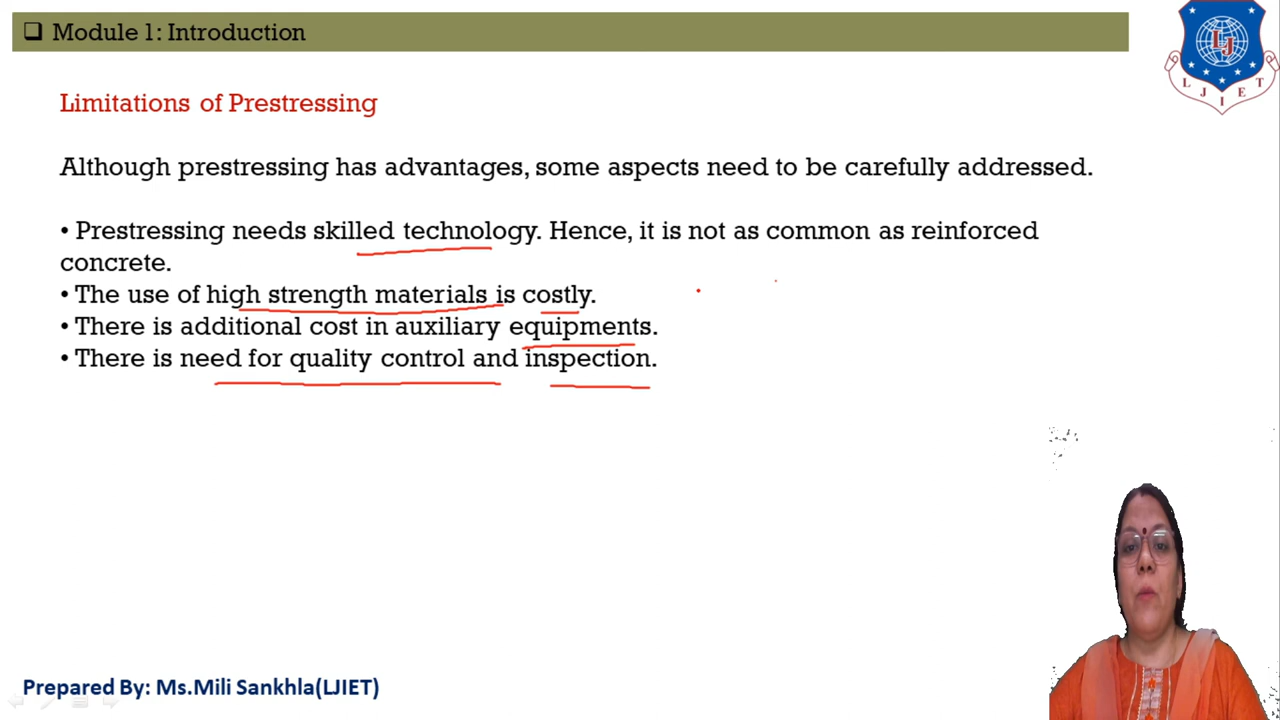 ❑ Module 1: Introduction
LJ
L J I E T
Limitations of Prestressing
Although prestressing has advantages, some aspects need to be carefully addressed.
• Prestressing needs skilled technology. Hence, it is not as common as reinforced
concrete.
• The use of high strength materials is costly.
• There is additional cost in auxiliary equipments.
• There is need for quality control and inspection.
Prepared By: Ms.Mili Sankhla(LJIET)